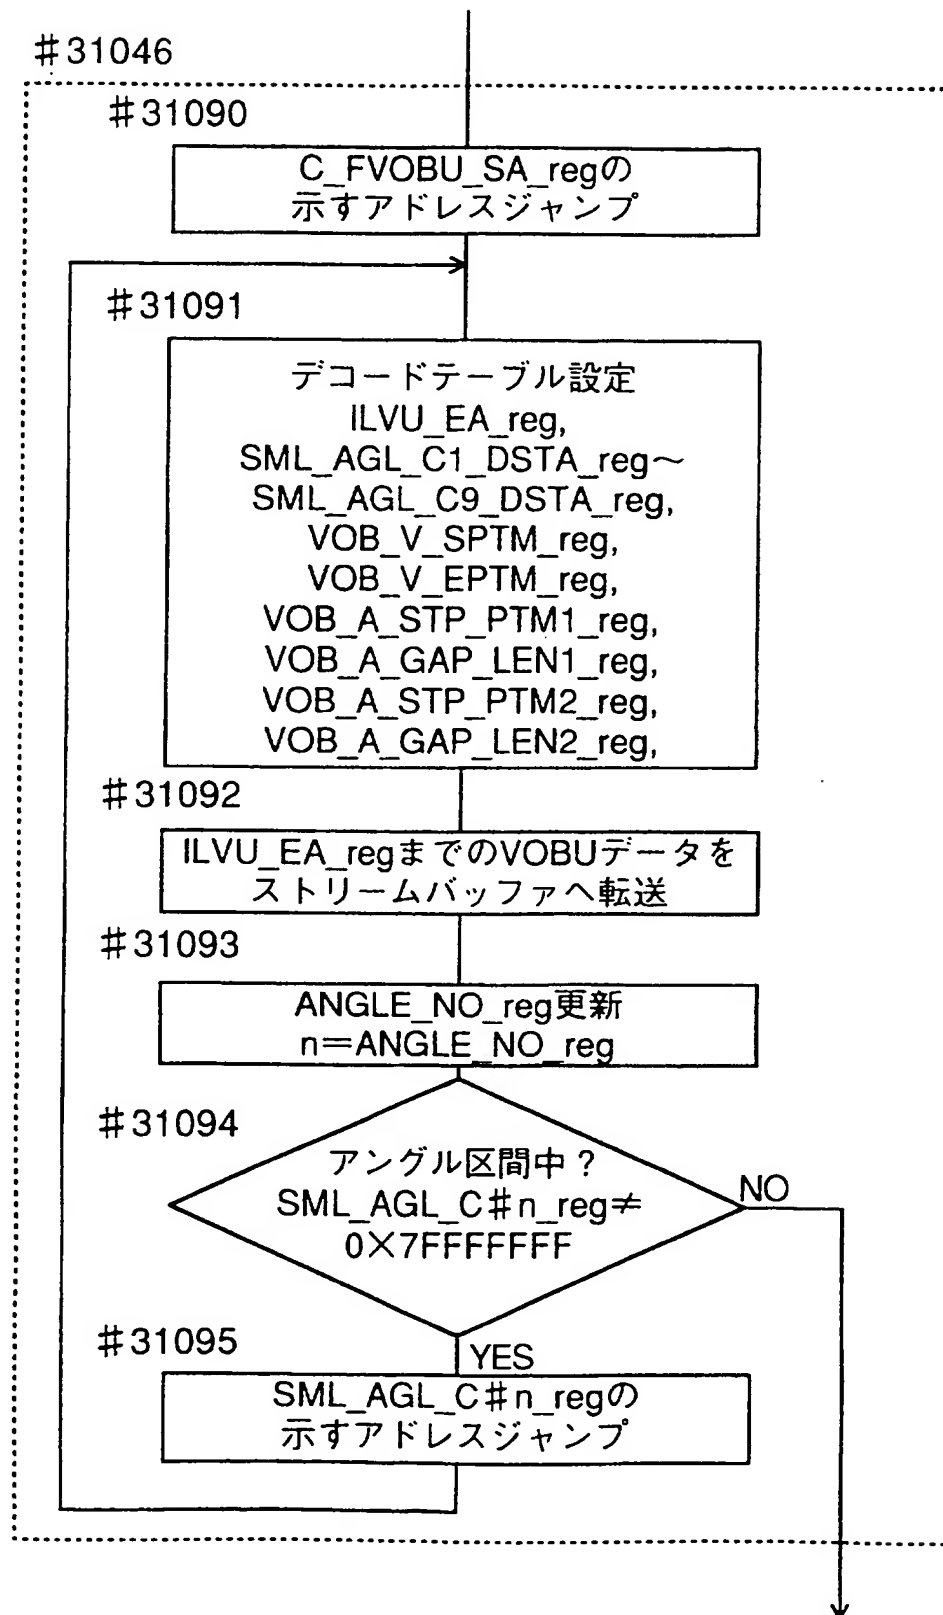 #31046
#31090
C_FVOBU_SA_regの
示すアドレスジャンプ
#31091
デコードテーブル設定
ILVU_EA_reg,
SML_AGL_C1_DSTA_reg～
SML_AGL_C9_DSTA_reg,
VOB_V_SPTM_reg,
VOB_V_EPTM_reg,
VOB_A_STP_PTM1_reg,
VOB_A_GAP_LEN1_reg,
VOB_A_STP_PTM2_reg,
VOB_A_GAP_LEN2_reg,
#31092
ILVU_EA_regまでのVOBUデータを
ストリームバッファへ転送
#31093
ANGLE_NO_reg更新
n=ANGLE_NO_reg
#31094
アングル区間中？
SML_AGL_C#n_reg≠
0×7FFFFFFF
NO
#31095
YES
SML_AGL_C#n_regの
示すアドレスジャンプ